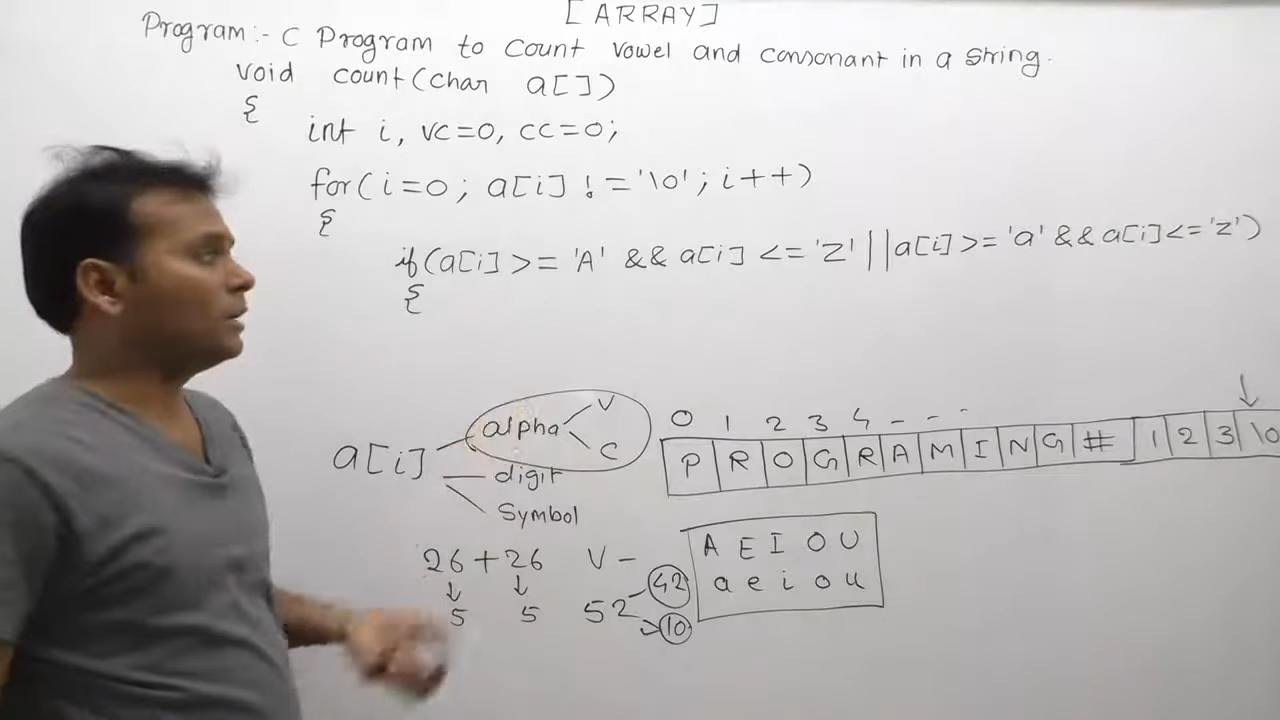 [ARRAY]
Program:- C Program to Count vowel and consonant in a string.
void count(char a[])
{
int i, vc=0, cc=0;
for(i=0; a[i] != '\0'; i++)
{
if(a[i] >= 'A' && a[i] <= 'Z' || a[i] >= 'a' && a[i] <= 'z')
{
0 1 2 3 4 - - -
P R O G R A M I N G # 1 2 3 \0
a[i] alpha V C
digit
Symbol
26 + 26 V -
5 5 52 42 10
A E I O U
a e i o u